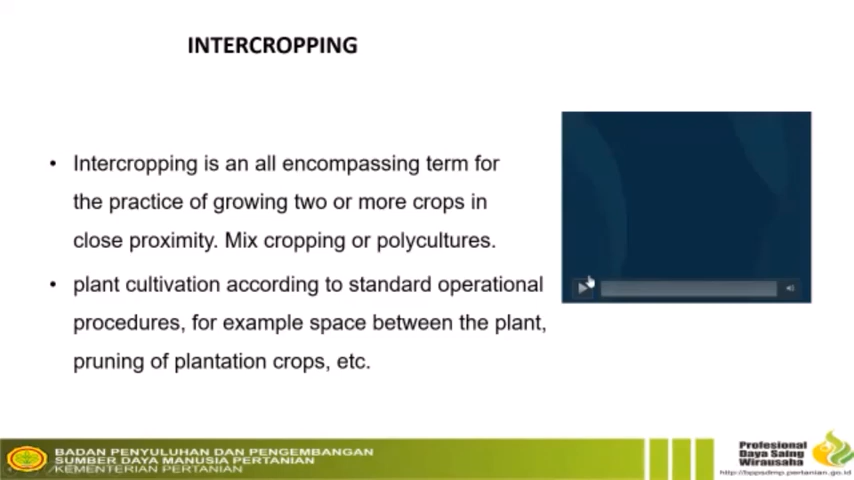 INTERCROPPING
• Intercropping is an all encompassing term for
the practice of growing two or more crops in
close proximity. Mix cropping or polycultures.
• plant cultivation according to standard operational
procedures, for example space between the plant,
pruning of plantation crops, etc.
BADAN PENYULUHAN DAN PENGEMBANGAN
SUMBER DAYA MANUSIA PERTANIAN
KEMENTERIAN PERTANIAN
Profesional
Daya Saing
Wirausaha
http://bppsdmp.pertanian.go.id